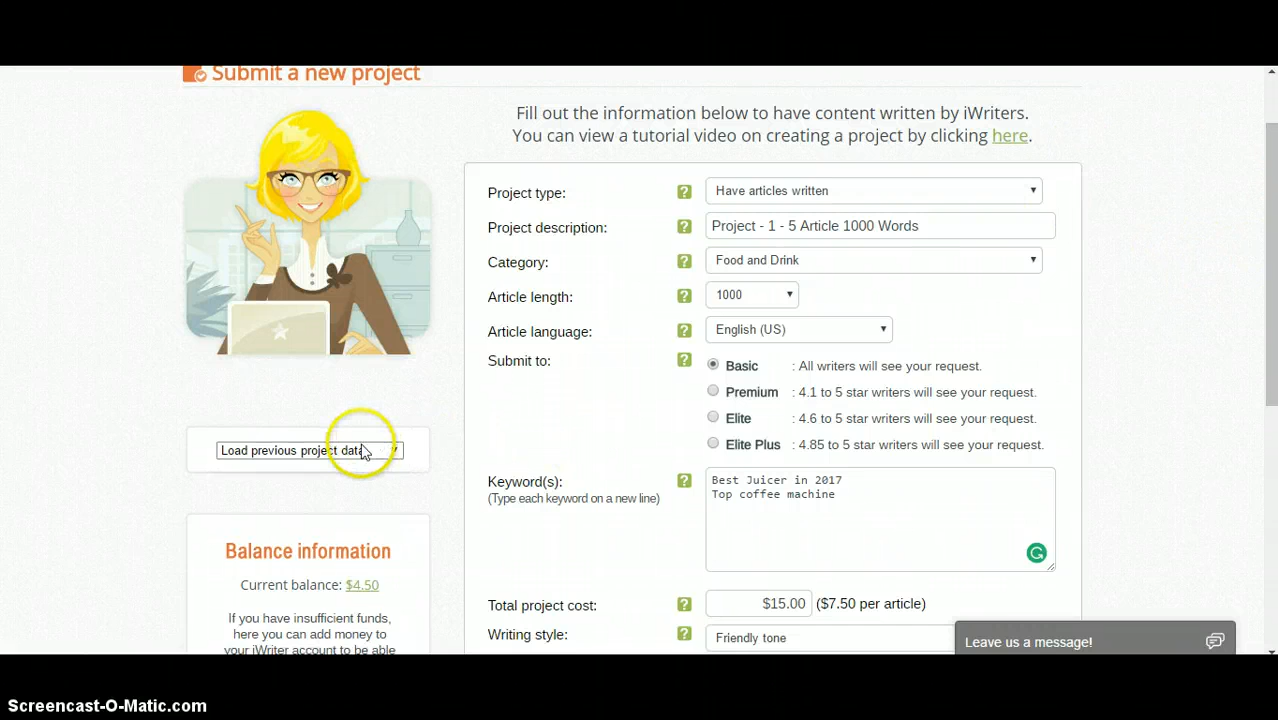 Submit a new project
Fill out the information below to have content written by iWriters.
You can view a tutorial video on creating a project by clicking here.
Project type: ? Have articles written
Project description: ? Project - 1 - 5 Article 1000 Words
Category: ? Food and Drink
Article length: ? 1000
Article language: ? English (US)
Submit to: ? Basic : All writers will see your request.
Premium : 4.1 to 5 star writers will see your request.
Elite : 4.6 to 5 star writers will see your request.
Elite Plus : 4.85 to 5 star writers will see your request.
Load previous project data
Keyword(s): ? Best Juicer in 2017
(Type each keyword on a new line) Top coffee machine
Balance information
Current balance: $4.50
If you have insufficient funds,
here you can add money to
your iWriter account to be able
Total project cost: ? $15.00 ($7.50 per article)
Writing style: ? Friendly tone
Leave us a message!
Screencast-O-Matic.com